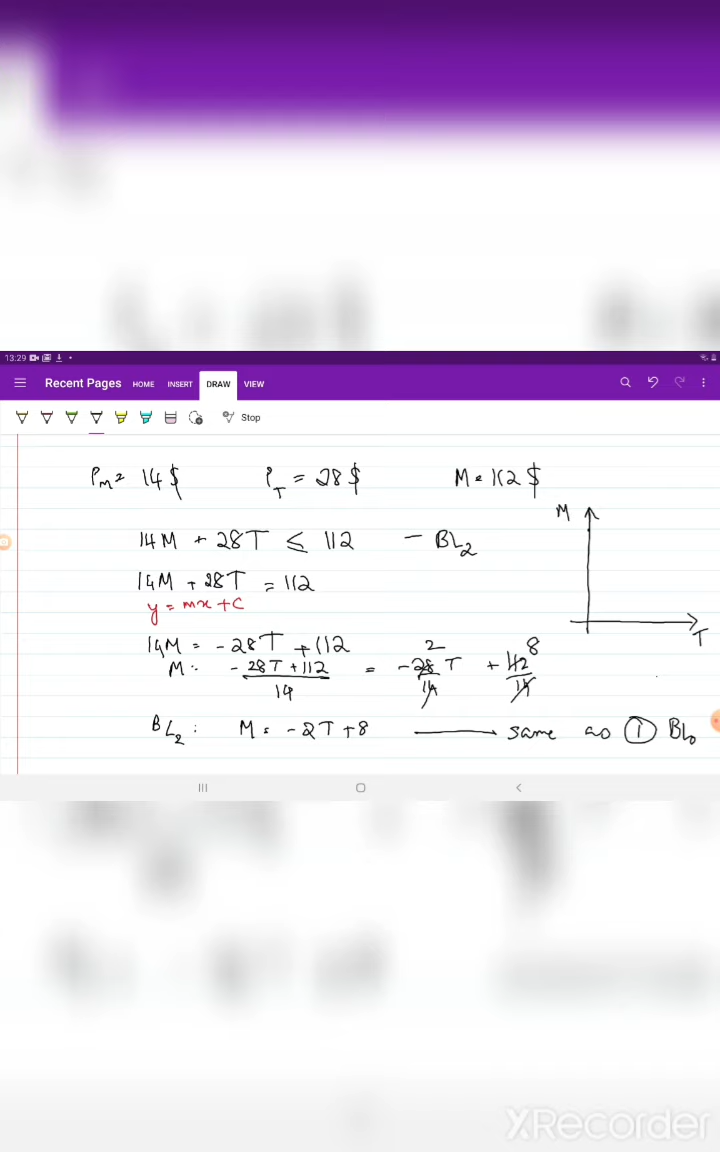 13:29
Recent Pages HOME INSERT DRAW VIEW
Stop
P_M = 14$ P_T = 28$ M = 112$
M
14M + 28T ≤ 112 — BL₂
14M + 28T = 112
y = mx + c
T
14M = -28T + 112
M = -28T + 112 / 14 = -28/14 T + 112/14
2 8
BL₂ : M = -2T + 8 ——— same as ① BL₀
XRecorder